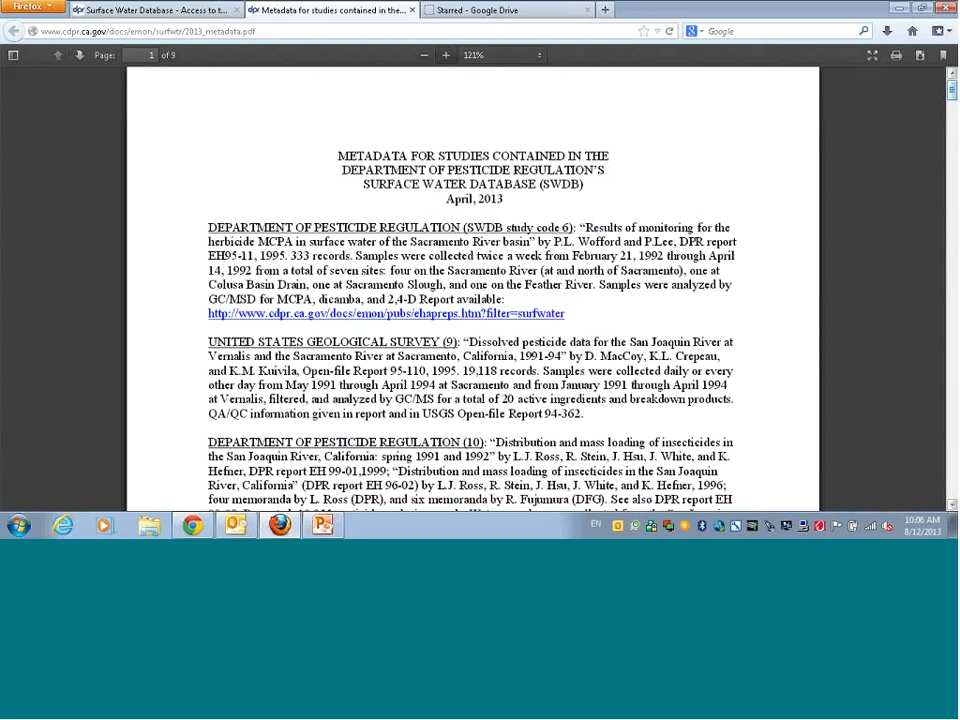 Firefox
Surface Water Database - Access to t...
Metadata for studies contained in the...
Starred - Google Drive
www.cdpr.ca.gov/docs/emon/surfwtr/2013_metadata.pdf
Google
Page: 1 of 9
121%
METADATA FOR STUDIES CONTAINED IN THE
DEPARTMENT OF PESTICIDE REGULATION'S
SURFACE WATER DATABASE (SWDB)
April, 2013
DEPARTMENT OF PESTICIDE REGULATION (SWDB study code 6): “Results of monitoring for the
herbicide MCPA in surface water of the Sacramento River basin” by P.L. Wofford and P.Lee, DPR report
EH95-11, 1995. 333 records. Samples were collected twice a week from February 21, 1992 through April
14, 1992 from a total of seven sites: four on the Sacramento River (at and north of Sacramento), one at
Colusa Basin Drain, one at Sacramento Slough, and one on the Feather River. Samples were analyzed by
GC/MSD for MCPA, dicamba, and 2,4-D Report available:
http://www.cdpr.ca.gov/docs/emon/pubs/ehapreps.htm?filter=surfwater
UNITED STATES GEOLOGICAL SURVEY (9): “Dissolved pesticide data for the San Joaquin River at
Vernalis and the Sacramento River at Sacramento, California, 1991-94” by D. MacCoy, K.L. Crepeau,
and K.M. Kuivila, Open-file Report 95-110, 1995. 19,118 records. Samples were collected daily or every
other day from May 1991 through April 1994 at Sacramento and from January 1991 through April 1994
at Vernalis, filtered, and analyzed by GC/MS for a total of 20 active ingredients and breakdown products.
QA/QC information given in report and in USGS Open-file Report 94-362.
DEPARTMENT OF PESTICIDE REGULATION (10): “Distribution and mass loading of insecticides in
the San Joaquin River, California: spring 1991 and 1992” by L.J. Ross, R. Stein, J. Hsu, J. White, and K.
Hefner, DPR report EH 99-01,1999; “Distribution and mass loading of insecticides in the San Joaquin
River, California” (DPR report EH 96-02) by L.J. Ross, R. Stein, J. Hsu, J. White, and K. Hefner, 1996;
four memoranda by L. Ross (DPR), and six memoranda by R. Fujumura (DFG). See also DPR report EH
EN
10:06 AM
8/12/2013